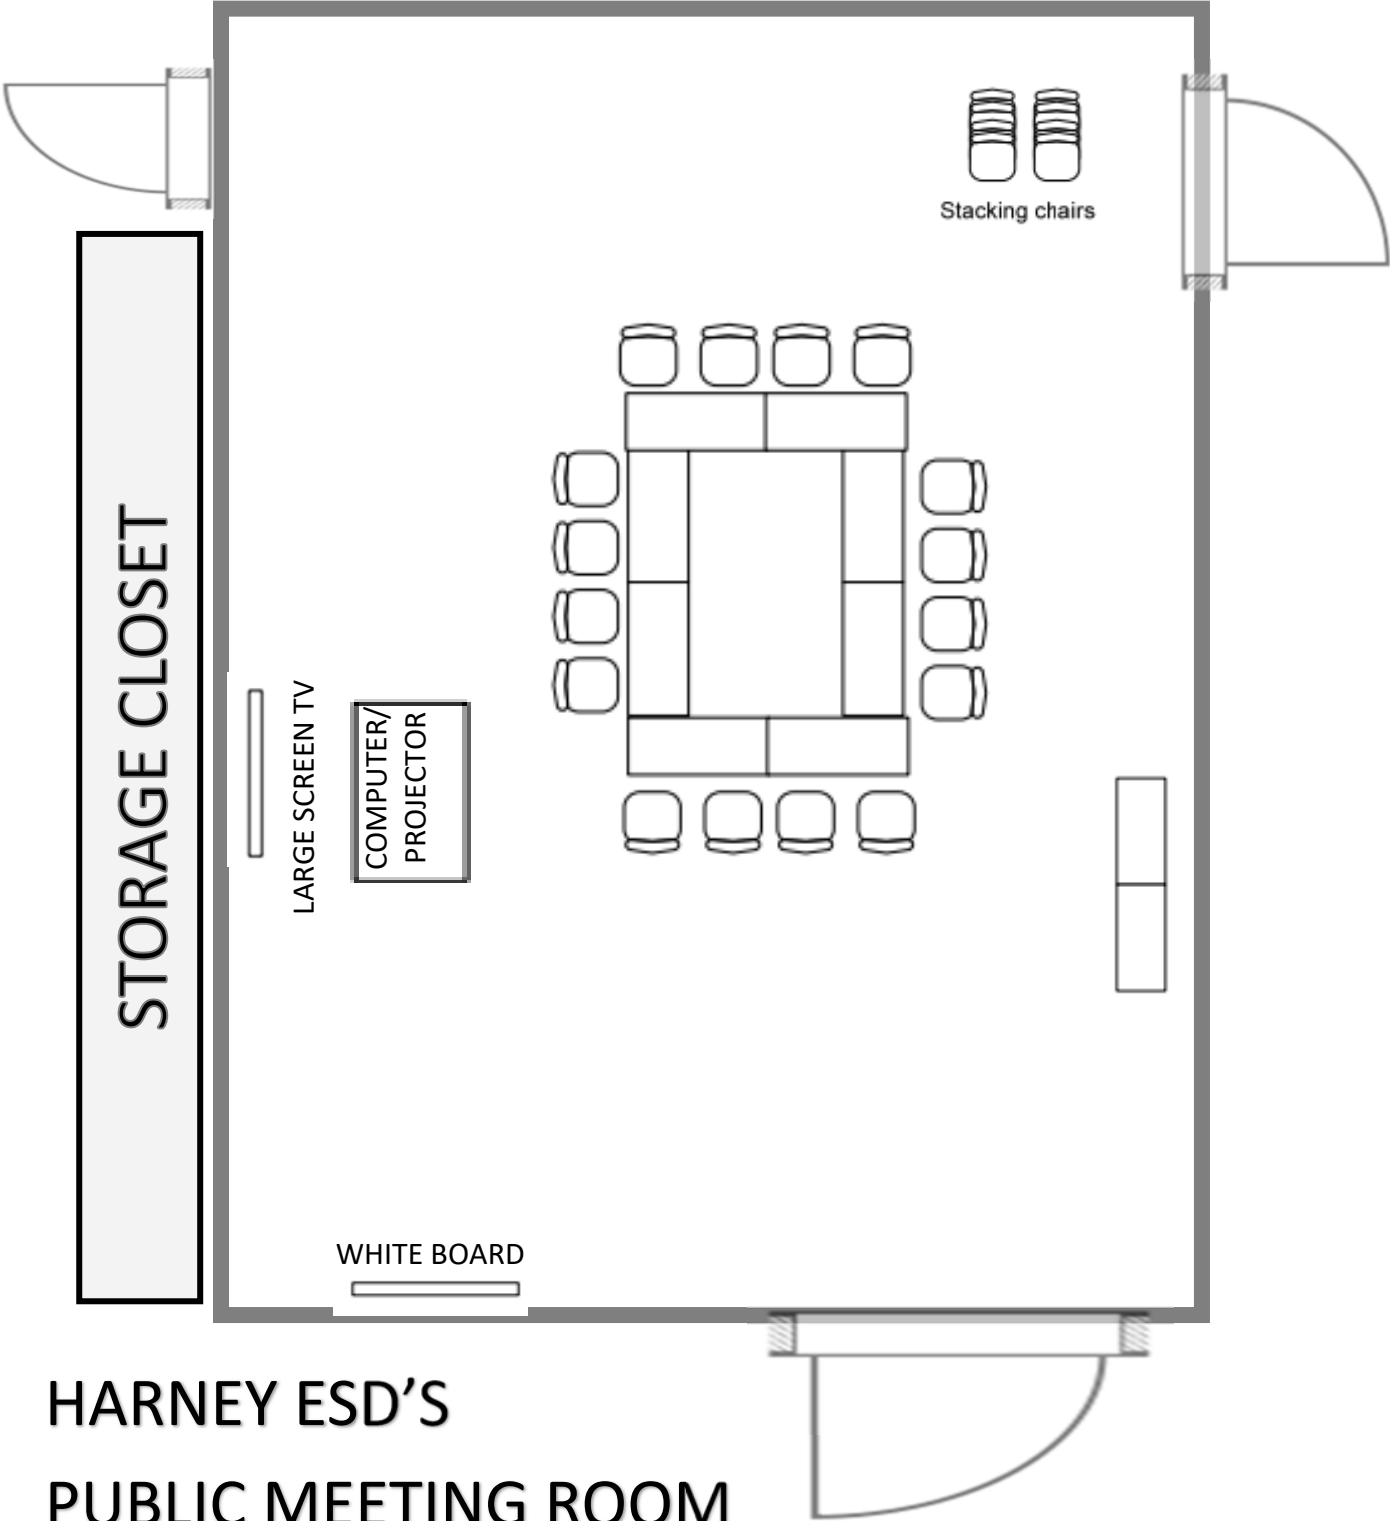 Stacking chairs
STORAGE CLOSET
LARGE SCREEN TV
COMPUTER/
PROJECTOR
WHITE BOARD
HARNEY ESD’S
PUBLIC MEETING ROOM